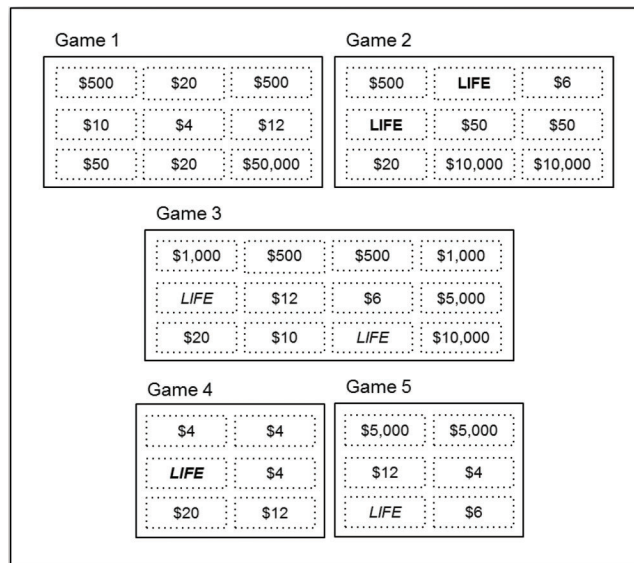 Game 1
$500 $20 $500
$10 $4 $12
$50 $20 $50,000
Game 2
$500 LIFE $6
LIFE $50 $50
$20 $10,000 $10,000
Game 3
$1,000 $500 $500 $1,000
LIFE $12 $6 $5,000
$20 $10 LIFE $10,000
Game 4
$4 $4
LIFE $4
$20 $12
Game 5
$5,000 $5,000
$12 $4
LIFE $6